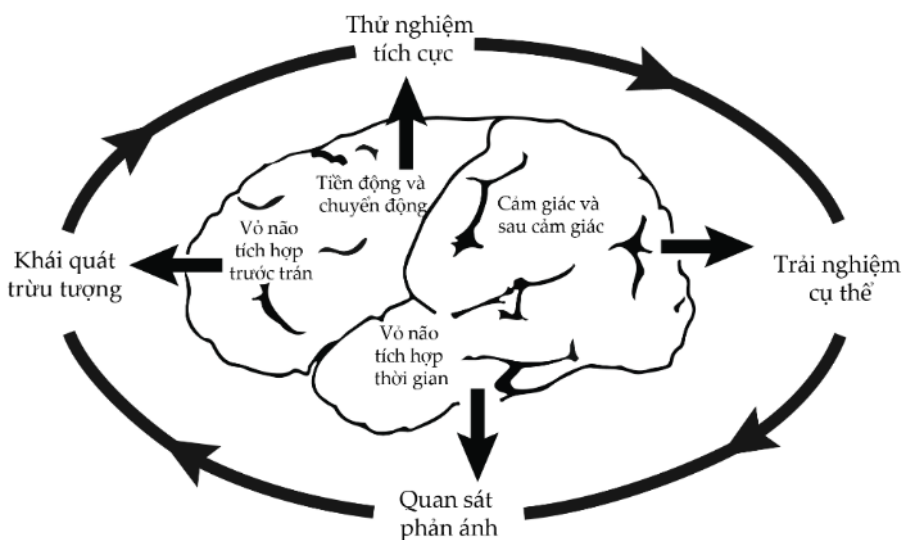 Thử nghiệm
tích cực
Tiền động và
chuyển động
Cảm giác và
sau cảm giác
Vỏ não
tích hợp
trước trán
Khái quát
trừu tượng
Trải nghiệm
cụ thể
Vỏ não
tích hợp
thời gian
Quan sát
phản ánh